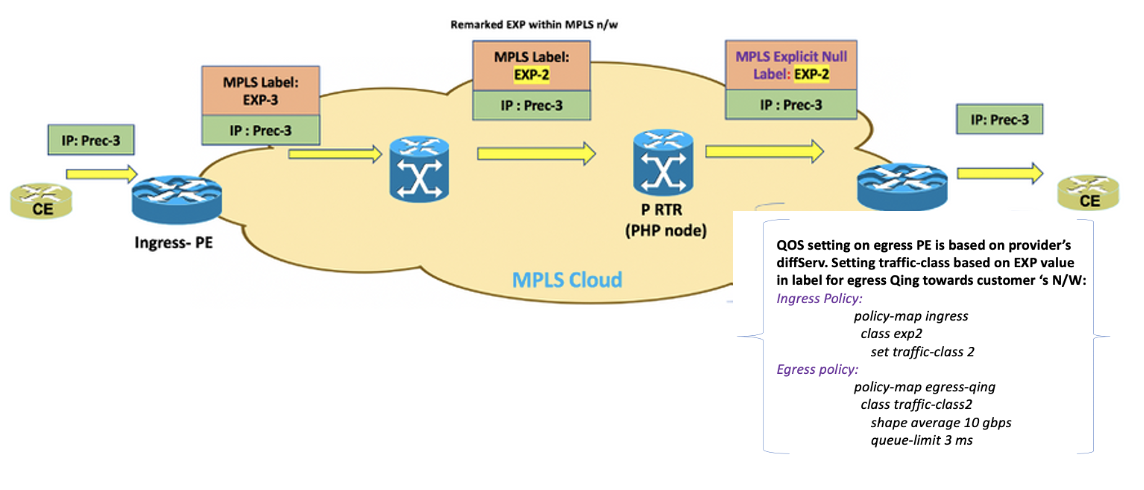 Remarked EXP within MPLS n/w
MPLS Label:
EXP-3
IP : Prec-3
MPLS Label:
EXP-2
IP : Prec-3
MPLS Explicit Null
Label: EXP-2
IP : Prec-3
IP: Prec-3
IP: Prec-3
CE
Ingress- PE
P RTR
(PHP node)
CE
MPLS Cloud
QOS setting on egress PE is based on provider's
diffServ. Setting traffic-class based on EXP value
in label for egress Qing towards customer 's N/W:
Ingress Policy:
policy-map ingress
class exp2
set traffic-class 2
Egress policy:
policy-map egress-qing
class traffic-class2
shape average 10 gbps
queue-limit 3 ms